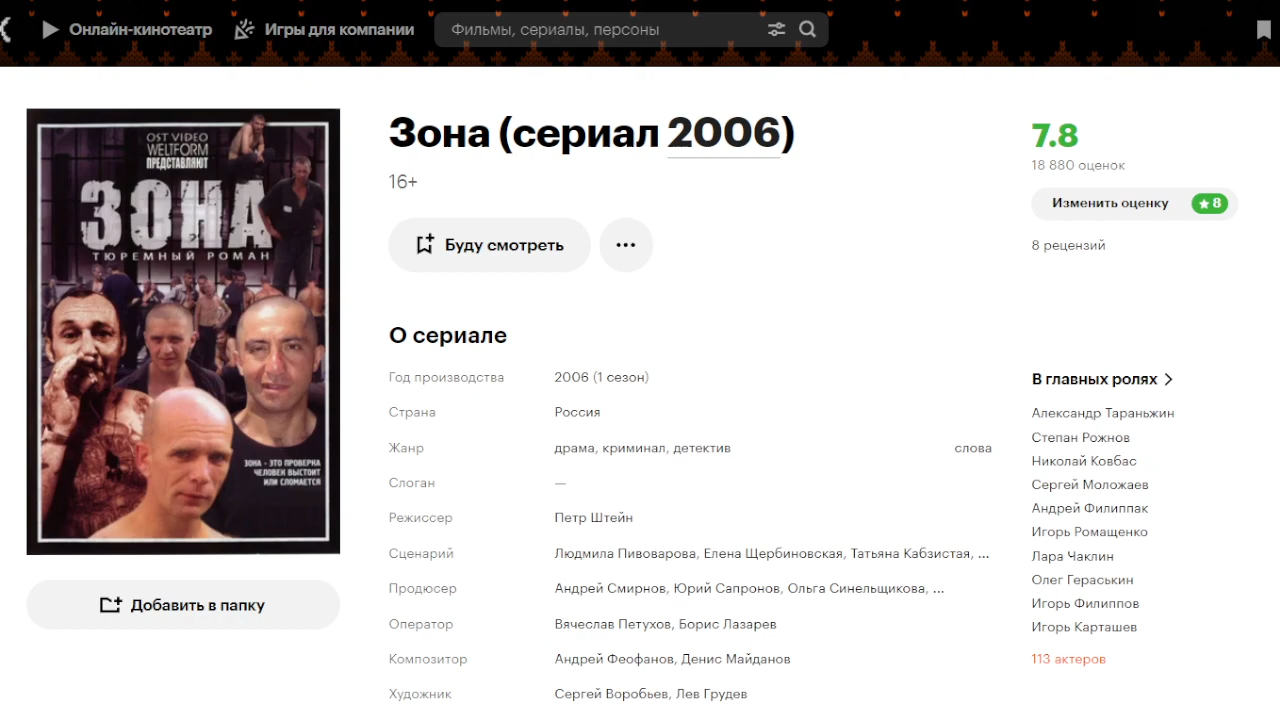 Онлайн-кинотеатр
Игры для компании
Фильмы, сериалы, персоны
OST VIDEO
WELTFORM
ПРЕДСТАВЛЯЮТ
ЗОНА
ТЮРЕМНЫЙ РОМАН
ЗОНА - ЭТО ПРОВЕРКА
ЧЕЛОВЕК ВЫСТОИТ
ИЛИ СЛОМАЕТСЯ
Добавить в папку
Зона (сериал 2006)
16+
Буду смотреть
О сериале
Год производства 2006 (1 сезон)
Страна Россия
Жанр драма, криминал, детектив слова
Слоган —
Режиссер Петр Штейн
Сценарий Людмила Пивоварова, Елена Щербиновская, Татьяна Кабзистая, ...
Продюсер Андрей Смирнов, Юрий Сапронов, Ольга Синельщикова, ...
Оператор Вячеслав Петухов, Борис Лазарев
Композитор Андрей Феофанов, Денис Майданов
Художник Сергей Воробьев, Лев Грудев
7.8
18 880 оценок
Изменить оценку 8
8 рецензий
В главных ролях
Александр Тараньжин
Степан Рожнов
Николай Ковбас
Сергей Моложаев
Андрей Филиппак
Игорь Ромащенко
Лара Чаклин
Олег Гераськин
Игорь Филиппов
Игорь Карташев
113 актеров